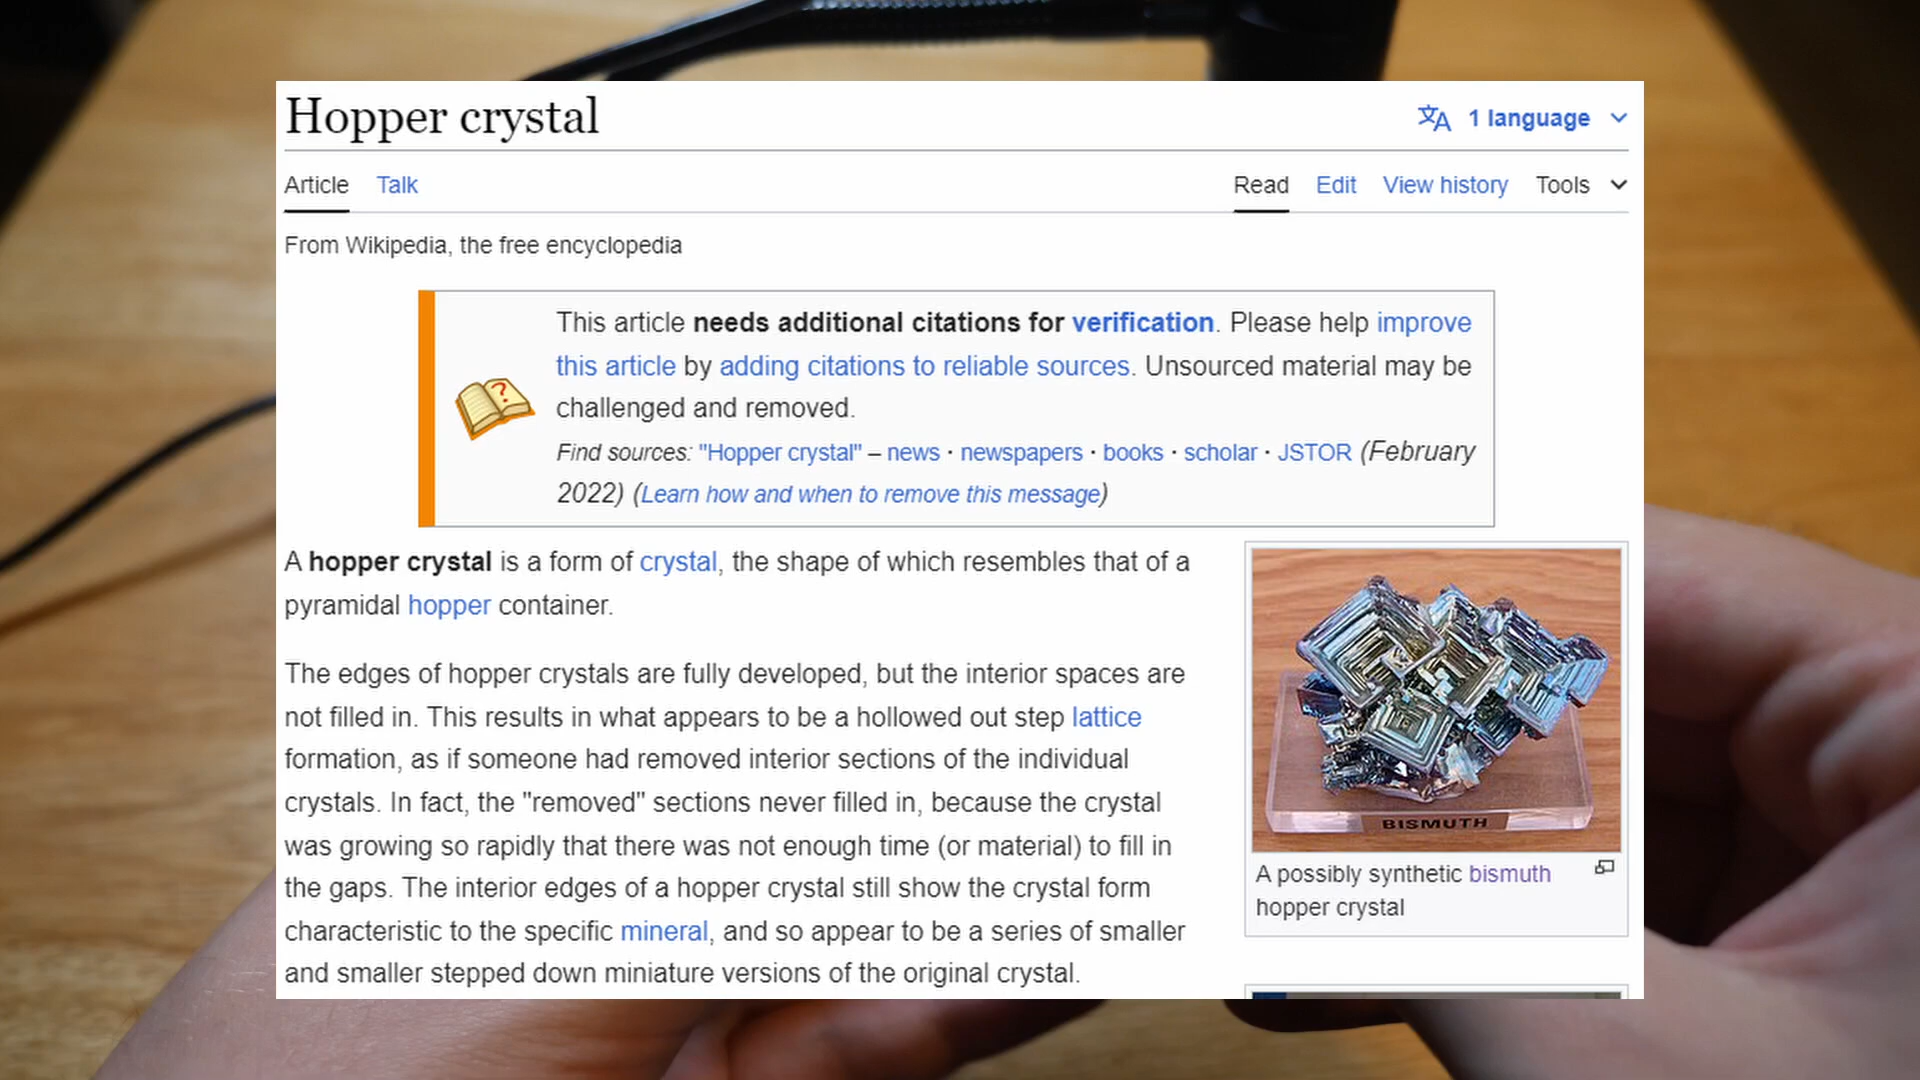 Hopper crystal
1 language
Article Talk Read Edit View history Tools
From Wikipedia, the free encyclopedia
This article needs additional citations for verification. Please help improve
this article by adding citations to reliable sources. Unsourced material may be
challenged and removed.
Find sources: "Hopper crystal" – news · newspapers · books · scholar · JSTOR (February
2022) (Learn how and when to remove this message)
A hopper crystal is a form of crystal, the shape of which resembles that of a
pyramidal hopper container.
The edges of hopper crystals are fully developed, but the interior spaces are
not filled in. This results in what appears to be a hollowed out step lattice
formation, as if someone had removed interior sections of the individual
crystals. In fact, the "removed" sections never filled in, because the crystal
was growing so rapidly that there was not enough time (or material) to fill in
the gaps. The interior edges of a hopper crystal still show the crystal form
characteristic to the specific mineral, and so appear to be a series of smaller
and smaller stepped down miniature versions of the original crystal.
BISMUTH
A possibly synthetic bismuth
hopper crystal